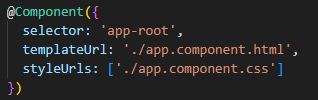 @Component({
  selector: 'app-root',
  templateUrl: './app.component.html',
  styleUrls: ['./app.component.css']
})